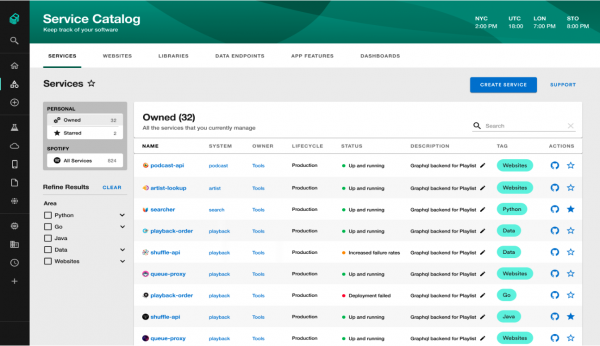 Service Catalog
Keep track of your software
NYC UTC LON STO
2:00 PM 18:00 7:00 PM 8:00 PM
SERVICES WEBSITES LIBRARIES DATA ENDPOINTS APP FEATURES DASHBOARDS
Services
CREATE SERVICE SUPPORT
PERSONAL
Owned 32
Starred 2
SPOTIFY
All Services 824
Refine Results CLEAR
Area
Python
Go
Java
Data
Websites
Owned (32)
All the services that you currently manage
Search
NAME SYSTEM OWNER LIFECYCLE STATUS DESCRIPTION TAG ACTIONS
podcast-api podcast Tools Production Up and running Graphql backend for Playlist Websites
artist-lookup artist Tools Production Up and running Graphql backend for Playlist Websites
searcher search Tools Production Up and running Graphql backend for Playlist Python
playback-order playback Tools Production Up and running Graphql backend for Playlist Data
shuffle-api playback Tools Production Increased failure rates Graphql backend for Playlist Data
queue-proxy playback Tools Production Up and running Graphql backend for Playlist Websites
playback-order playback Tools Production Deployment failed Graphql backend for Playlist Go
shuffle-api playback Tools Production Up and running Graphql backend for Playlist Java
queue-proxy playback Tools Production Up and running Graphql backend for Playlist Websites